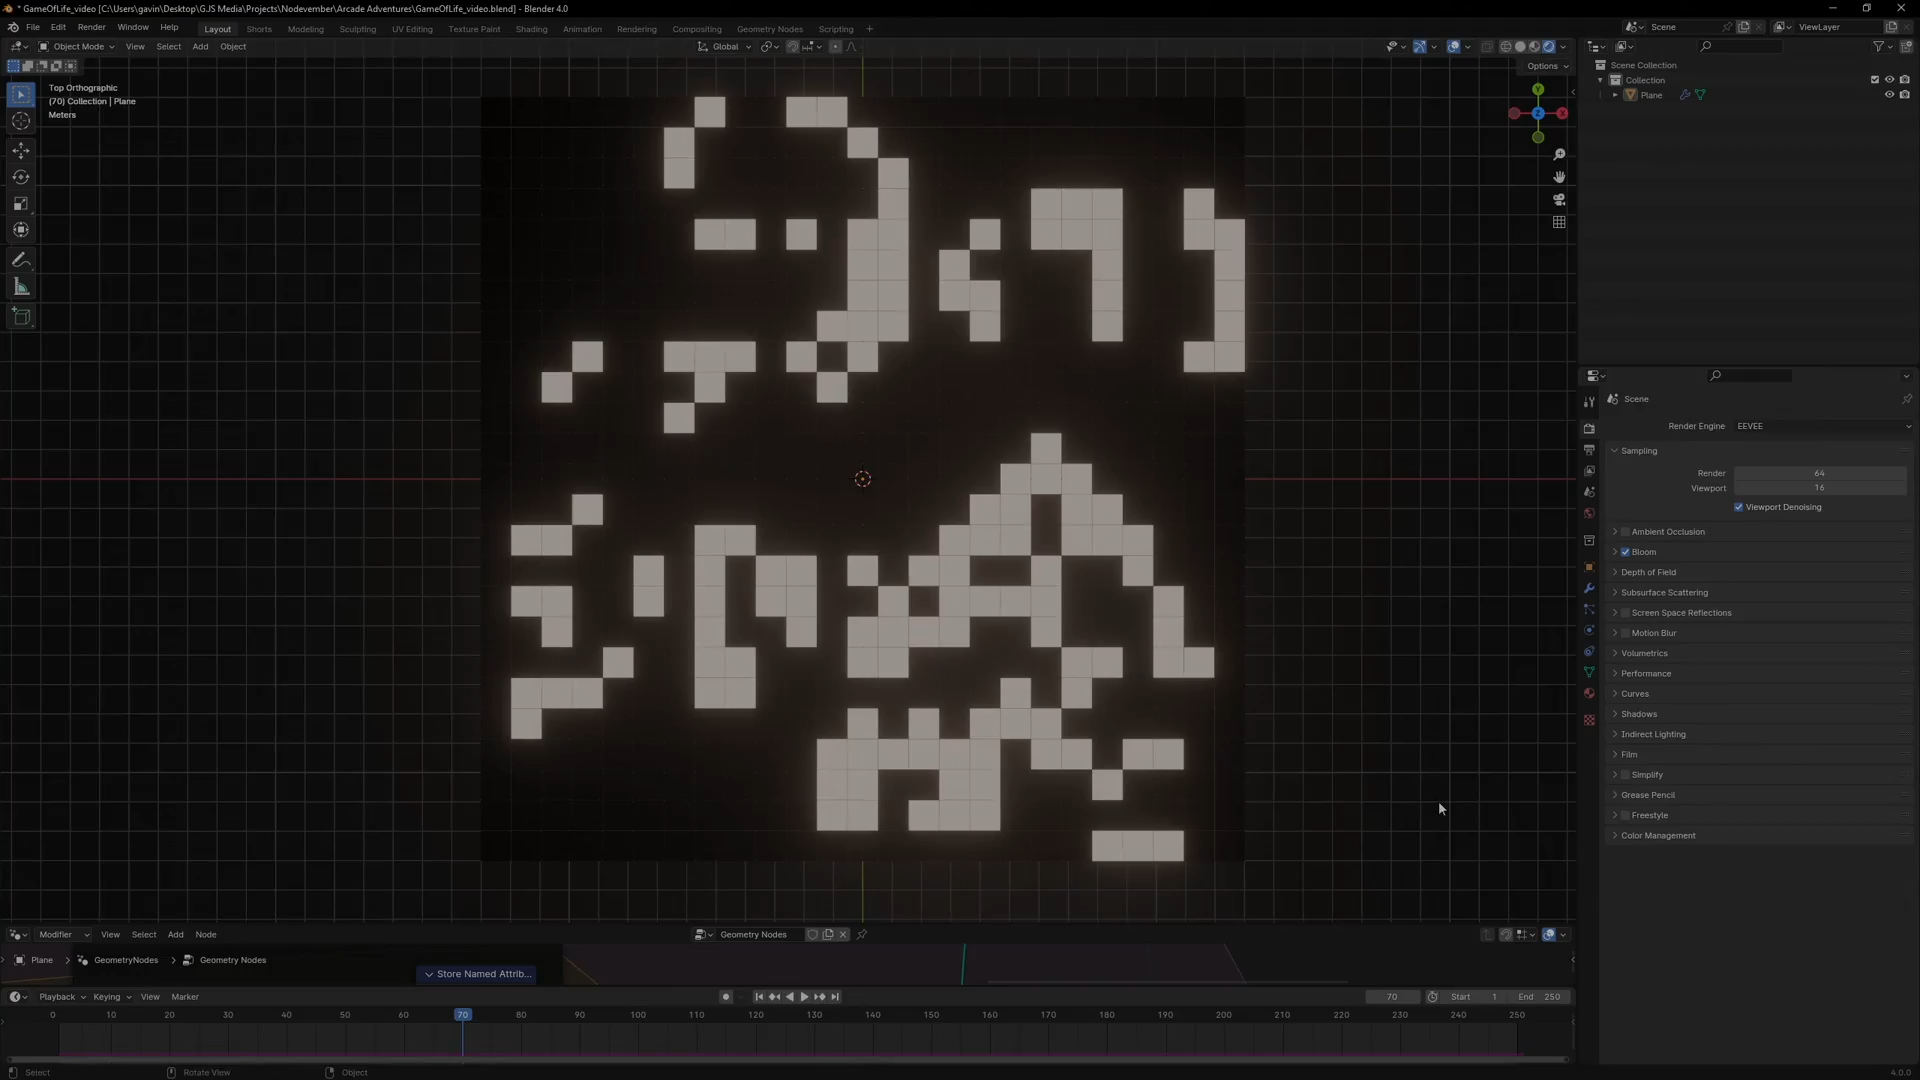 * GameOfLife_video [C:\Users\gavin\Desktop\GJS Media\Projects\Nodevember\Arcade Adventures\GameOfLife_video.blend] - Blender 4.0
File Edit Render Window Help Layout Shorts Modeling Sculpting UV Editing Texture Paint Shading Animation Rendering Compositing Geometry Nodes Scripting + Scene ViewLayer
Object Mode View Select Add Object Global
Options
Top Orthographic
(70) Collection | Plane
Meters
Y
Z
X
Scene Collection
Collection
Plane
Scene
Render Engine EEVEE
Sampling
Render 64
Viewport 16
Viewport Denoising
Ambient Occlusion
Bloom
Depth of Field
Subsurface Scattering
Screen Space Reflections
Motion Blur
Volumetrics
Performance
Curves
Shadows
Indirect Lighting
Film
Simplify
Grease Pencil
Freestyle
Color Management
Modifier View Select Add Node Geometry Nodes
Plane > GeometryNodes > Geometry Nodes
Store Named Attrib...
Playback Keying View Marker 70 Start 1 End 250
0 10 20 30 40 50 60 70 80 90 100 110 120 130 140 150 160 170 180 190 200 210 220 230 240 250
Select Rotate View Object 4.0.0